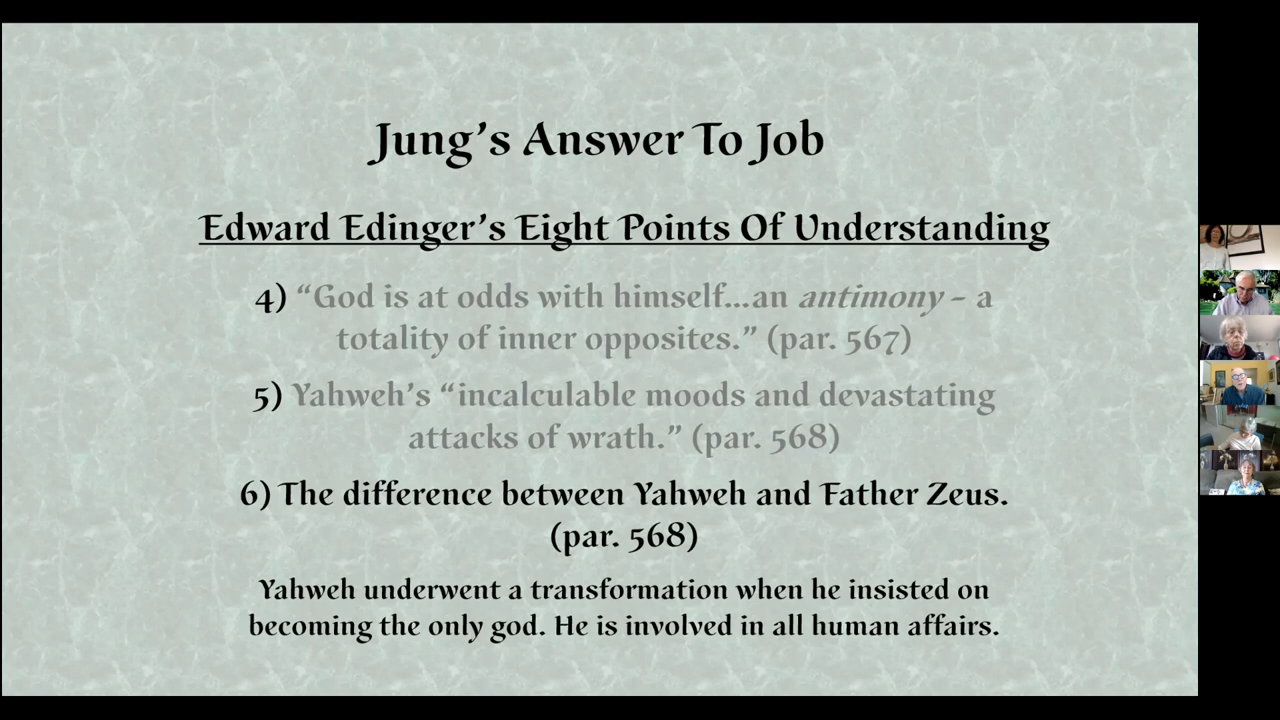 Jung’s Answer To Job
Edward Edinger’s Eight Points Of Understanding
4) “God is at odds with himself...an antimony – a
totality of inner opposites.” (par. 567)
5) Yahweh’s “incalculable moods and devastating
attacks of wrath.” (par. 568)
6) The difference between Yahweh and Father Zeus.
(par. 568)
Yahweh underwent a transformation when he insisted on
becoming the only god. He is involved in all human affairs.